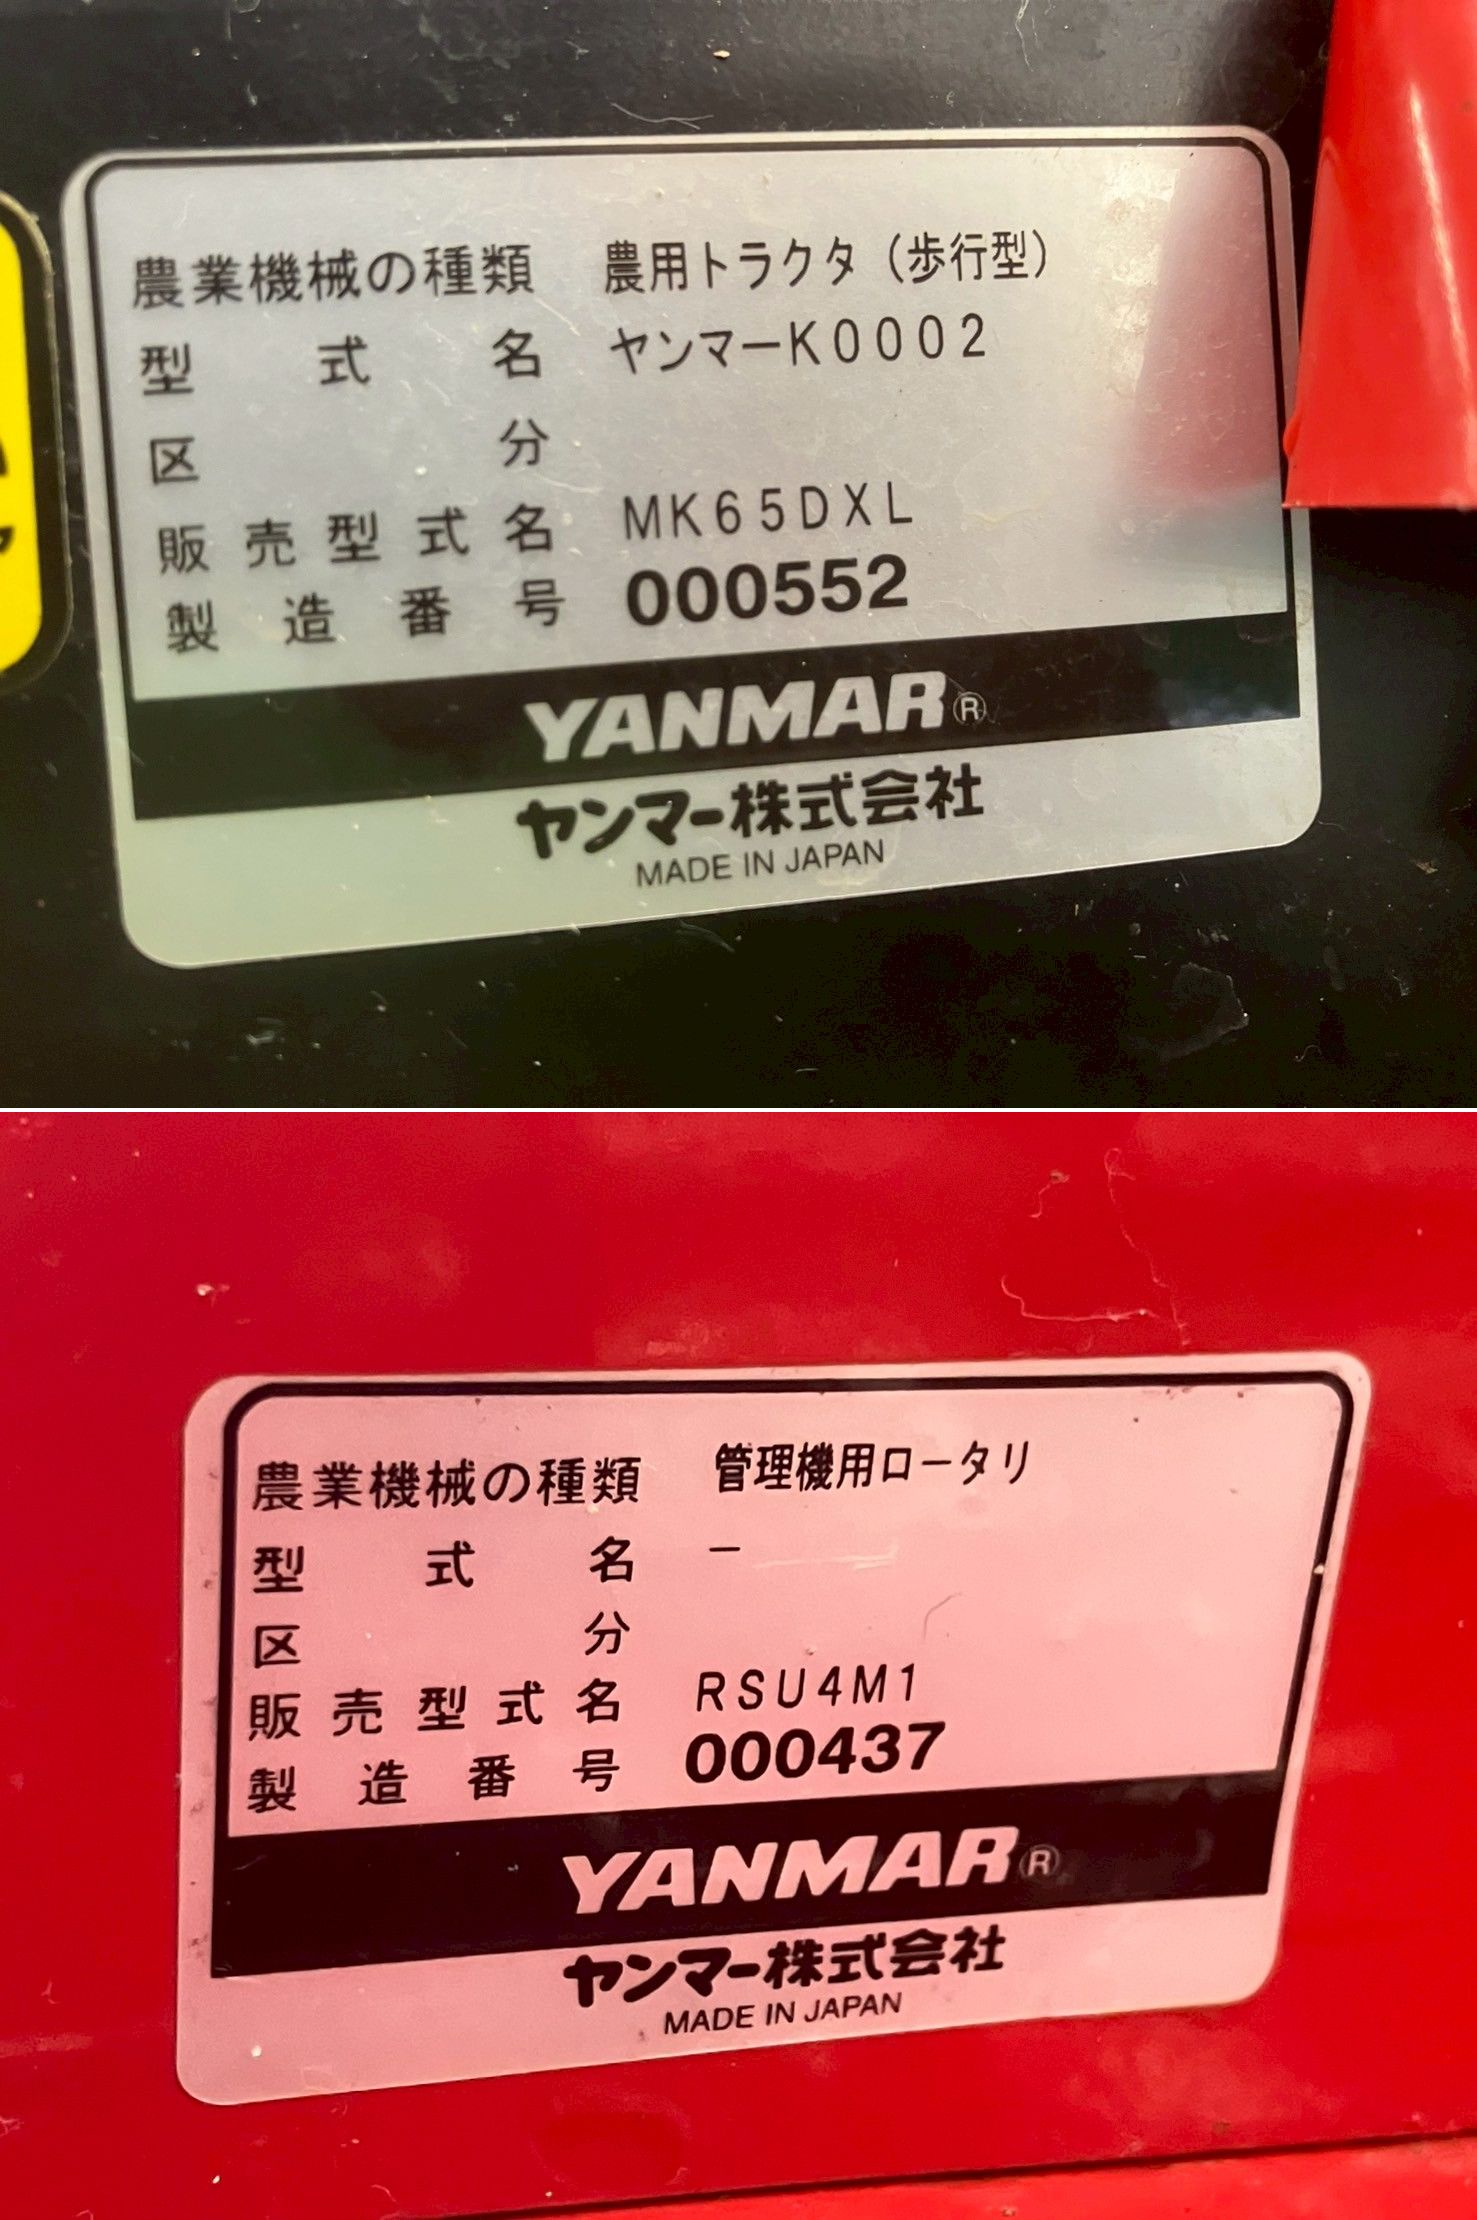 農業機械の種類 農用トラクタ（歩行型）
型式名 ヤンマーK0002
区分
販売型式名 MK65DXL
製造番号 000552
YANMAR®
ヤンマー株式会社
MADE IN JAPAN
農業機械の種類 管理機用ロータリ
型式名 －
区分
販売型式名 RSU4M1
製造番号 000437
YANMAR®
ヤンマー株式会社
MADE IN JAPAN